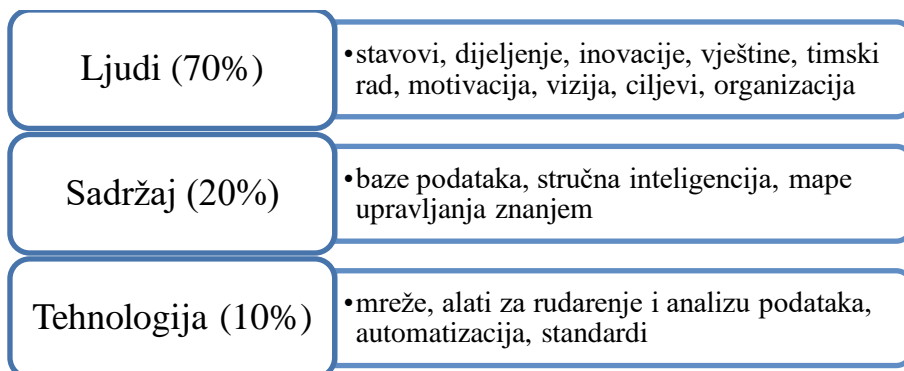 Ljudi (70%)
•stavovi, dijeljenje, inovacije, vještine, timski
rad, motivacija, vizija, ciljevi, organizacija
Sadržaj (20%)
•baze podataka, stručna inteligencija, mape
upravljanja znanjem
Tehnologija (10%)
•mreže, alati za rudarenje i analizu podataka,
automatizacija, standardi